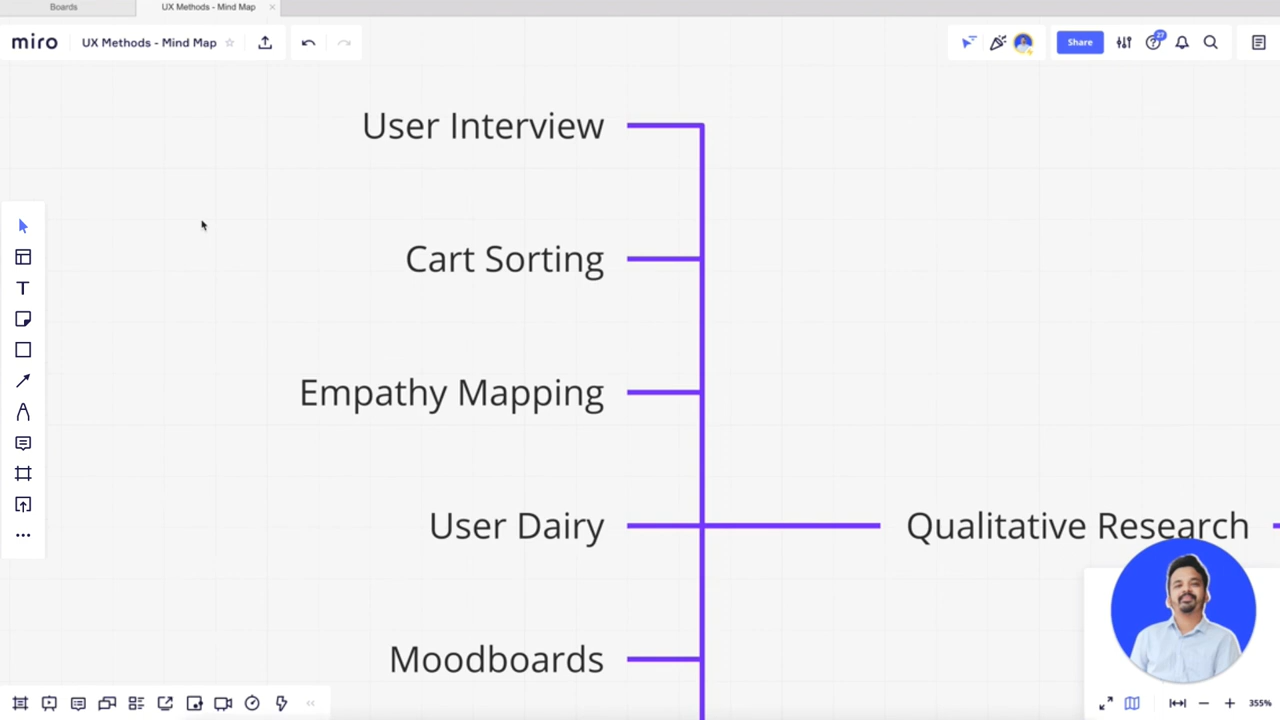 Boards
UX Methods - Mind Map
miro
UX Methods - Mind Map
Share
27
User Interview
Cart Sorting
Empathy Mapping
User Dairy
Qualitative Research
Moodboards
355%